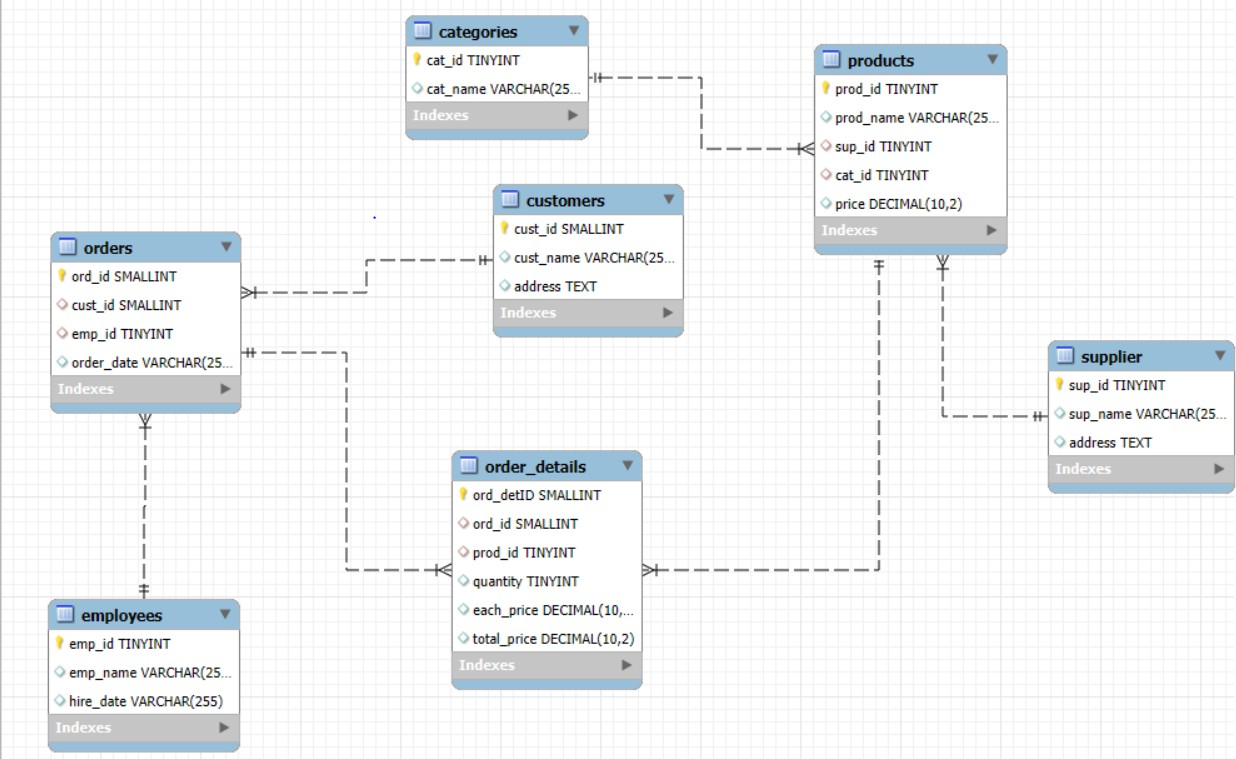 categories
cat_id TINYINT
cat_name VARCHAR(25...
Indexes
products
prod_id TINYINT
prod_name VARCHAR(25...
sup_id TINYINT
cat_id TINYINT
price DECIMAL(10,2)
Indexes
customers
cust_id SMALLINT
cust_name VARCHAR(25...
address TEXT
Indexes
orders
ord_id SMALLINT
cust_id SMALLINT
emp_id TINYINT
order_date VARCHAR(25...
Indexes
supplier
sup_id TINYINT
sup_name VARCHAR(25...
address TEXT
Indexes
order_details
ord_detID SMALLINT
ord_id SMALLINT
prod_id TINYINT
quantity TINYINT
each_price DECIMAL(10,...
total_price DECIMAL(10,2)
Indexes
employees
emp_id TINYINT
emp_name VARCHAR(25...
hire_date VARCHAR(255)
Indexes